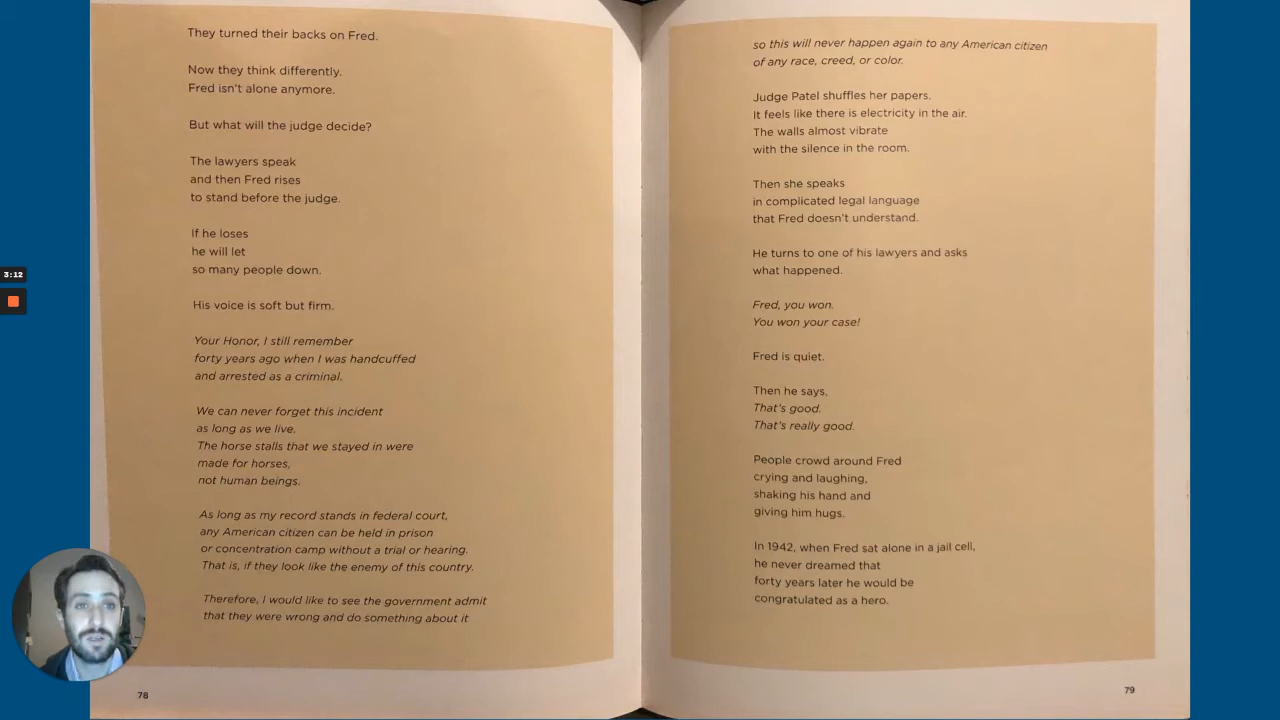 They turned their backs on Fred.
Now they think differently.
Fred isn't alone anymore.
But what will the judge decide?
The lawyers speak
and then Fred rises
to stand before the judge.
If he loses
he will let
so many people down.
His voice is soft but firm.
Your Honor, I still remember
forty years ago when I was handcuffed
and arrested as a criminal.
We can never forget this incident
as long as we live.
The horse stalls that we stayed in were
made for horses,
not human beings.
As long as my record stands in federal court,
any American citizen can be held in prison
or concentration camp without a trial or hearing.
That is, if they look like the enemy of this country.
Therefore, I would like to see the government admit
that they were wrong and do something about it
78
so this will never happen again to any American citizen
of any race, creed, or color.
Judge Patel shuffles her papers.
It feels like there is electricity in the air.
The walls almost vibrate
with the silence in the room.
Then she speaks
in complicated legal language
that Fred doesn't understand.
He turns to one of his lawyers and asks
what happened.
Fred, you won.
You won your case!
Fred is quiet.
Then he says,
That's good.
That's really good.
People crowd around Fred
crying and laughing,
shaking his hand and
giving him hugs.
In 1942, when Fred sat alone in a jail cell,
he never dreamed that
forty years later he would be
congratulated as a hero.
79
3:12